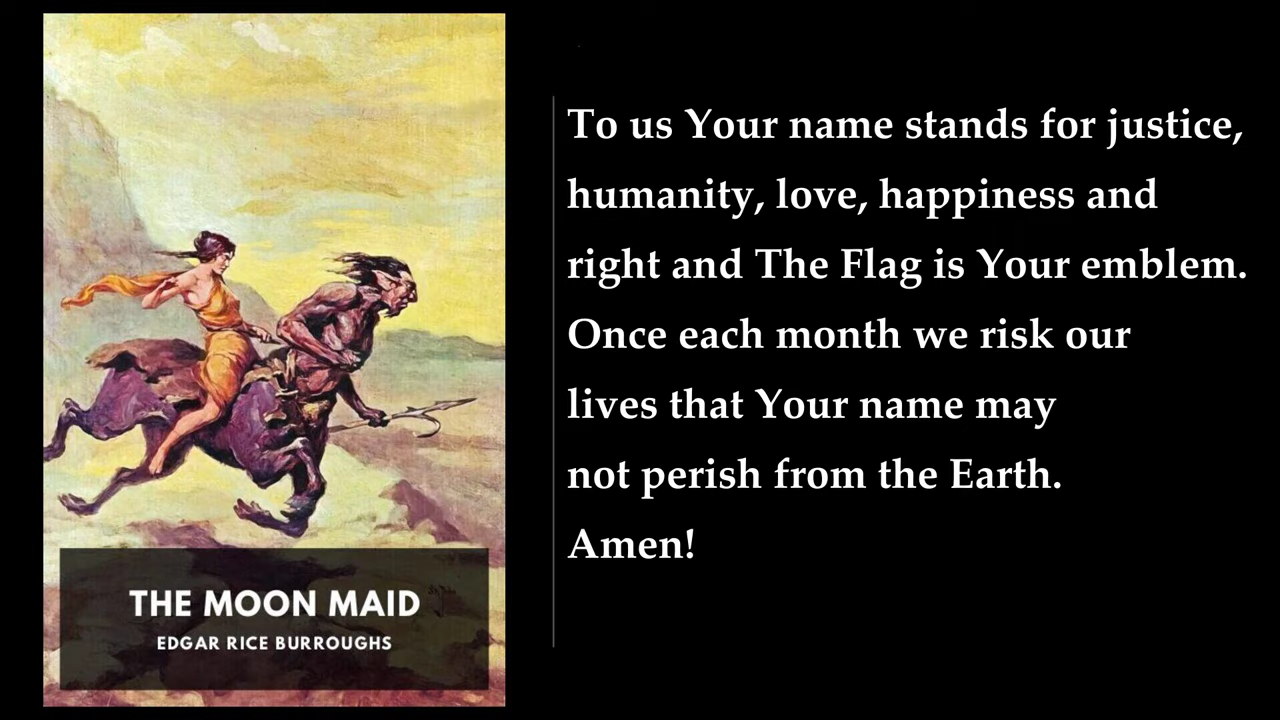 To us Your name stands for justice,
humanity, love, happiness and
right and The Flag is Your emblem.
Once each month we risk our
lives that Your name may
not perish from the Earth.
Amen!
THE MOON MAID
EDGAR RICE BURROUGHS